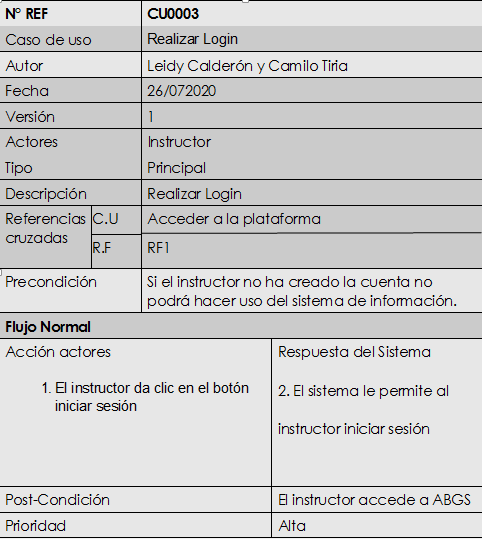 N° REF CU0003
Caso de uso Realizar Login
Autor Leidy Calderón y Camilo Tiria
Fecha 26/072020
Versión 1
Actores Instructor
Tipo Principal
Descripción Realizar Login
Referencias cruzadas C.U Acceder a la plataforma
R.F RF1
Precondición Si el instructor no ha creado la cuenta no
podrá hacer uso del sistema de información.
Flujo Normal
Acción actores Respuesta del Sistema
1. El instructor da clic en el botón
iniciar sesión
2. El sistema le permite al
instructor iniciar sesión
Post-Condición El instructor accede a ABGS
Prioridad Alta